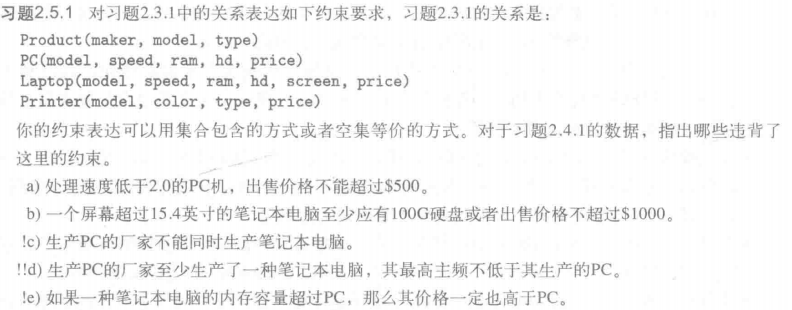 习题2.5.1 对习题2.3.1中的关系表达如下约束要求，习题2.3.1的关系是：
Product(maker, model, type)
PC(model, speed, ram, hd, price)
Laptop(model, speed, ram, hd, screen, price)
Printer(model, color, type, price)
你的约束表达可以用集合包含的方式或者空集等价的方式。对于习题2.4.1的数据，指出哪些违背了
这里的约束。
a) 处理速度低于2.0的PC机，出售价格不能超过$500。
b) 一个屏幕超过15.4英寸的笔记本电脑至少应有100G硬盘或者出售价格不超过$1000。
!c) 生产PC的厂家不能同时生产笔记本电脑。
!!d) 生产PC的厂家至少生产了一种笔记本电脑，其最高主频不低于其生产的PC。
!e) 如果一种笔记本电脑的内存容量超过PC，那么其价格一定也高于PC。